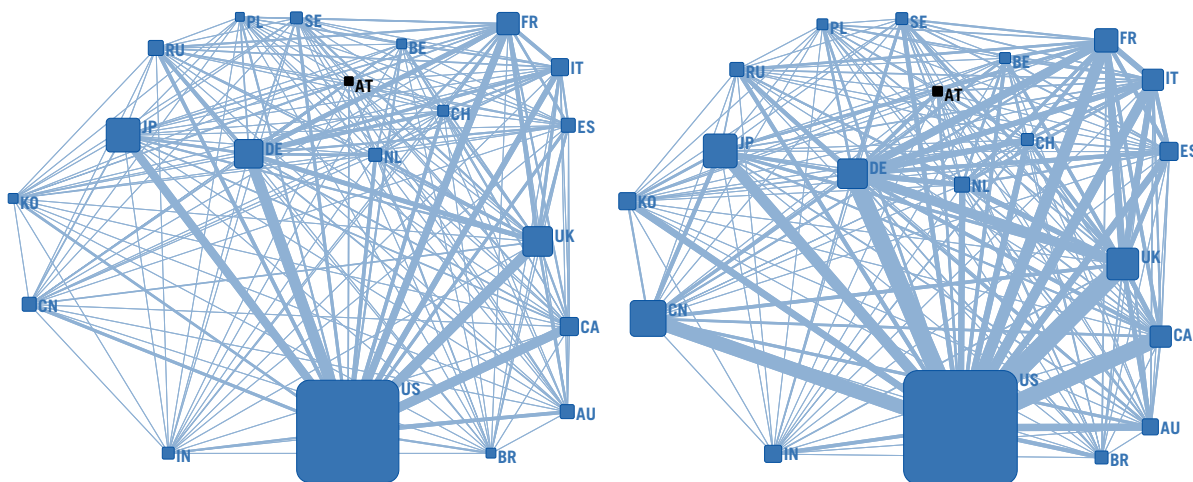 PL
SE
FR
RU
BE
IT
AT
CH
JP
ES
DE
NL
KO
UK
CN
CA
US
AU
IN
BR
PL
SE
FR
BE
RU
IT
AT
JP
CH
ES
DE
NL
KO
UK
CN
CA
US
AU
IN
BR